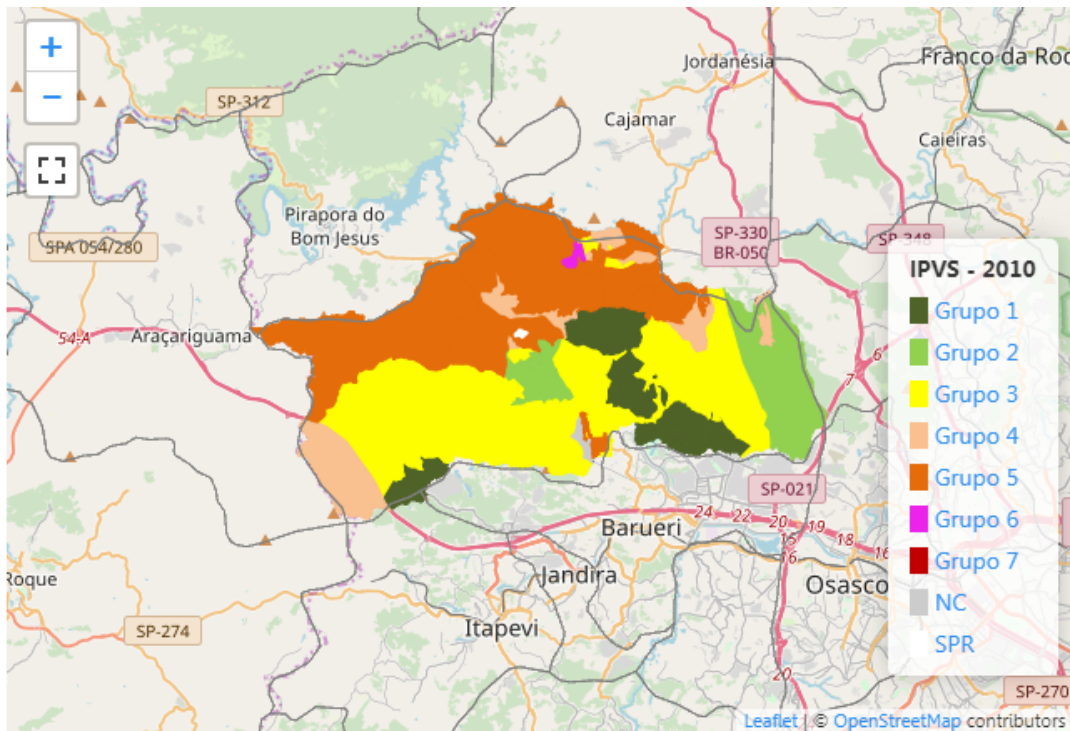 +
−
SP-312
Jordanésia
Franco da Roc
Cajamar
Caieiras
Pirapora do
Bom Jesus
SPA 054/280
SP-330
BR-050
SP-348
54-A
Araçariguama
IPVS - 2010
Grupo 1
Grupo 2
Grupo 3
Grupo 4
Grupo 5
Grupo 6
Grupo 7
NC
SPR
6
7
SP-021
24
22
20
19
18
16
15
16
Barueri
Roque
Jandira
Osasco
Itapevi
SP-274
20
SP-270
Leaflet | © OpenStreetMap contributors